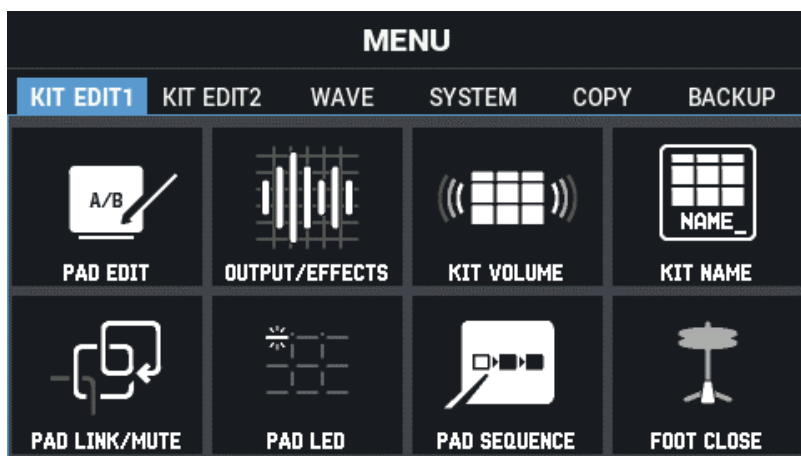 MENU
KIT EDIT1 KIT EDIT2 WAVE SYSTEM COPY BACKUP
A/B
NAME_
PAD EDIT OUTPUT/EFFECTS KIT VOLUME KIT NAME
PAD LINK/MUTE PAD LED PAD SEQUENCE FOOT CLOSE